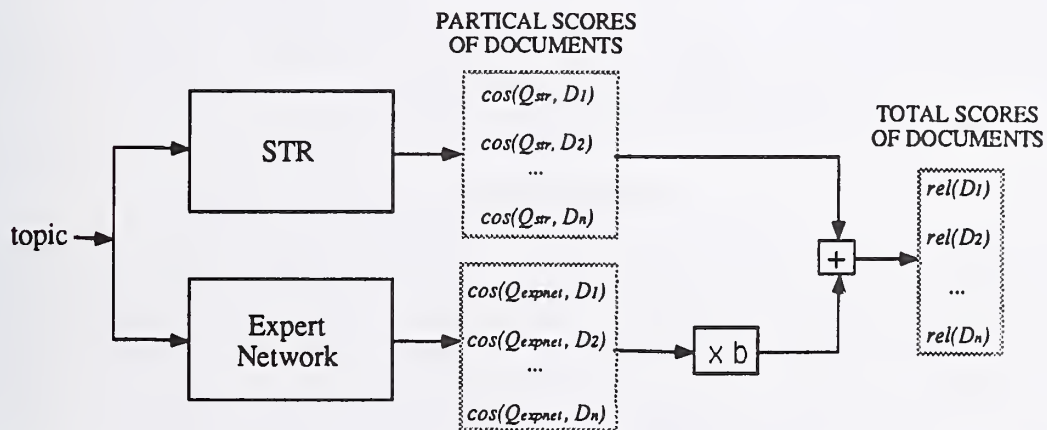 PARTICAL SCORES
OF DOCUMENTS
cos(Qstr, D1)
cos(Qstr, D2)
...
cos(Qstr, Dn)
TOTAL SCORES
OF DOCUMENTS
rel(D1)
rel(D2)
...
rel(Dn)
STR
topic
+
Expert
Network
cos(Qexpnet, D1)
cos(Qexpnet, D2)
...
cos(Qexpnet, Dn)
x b